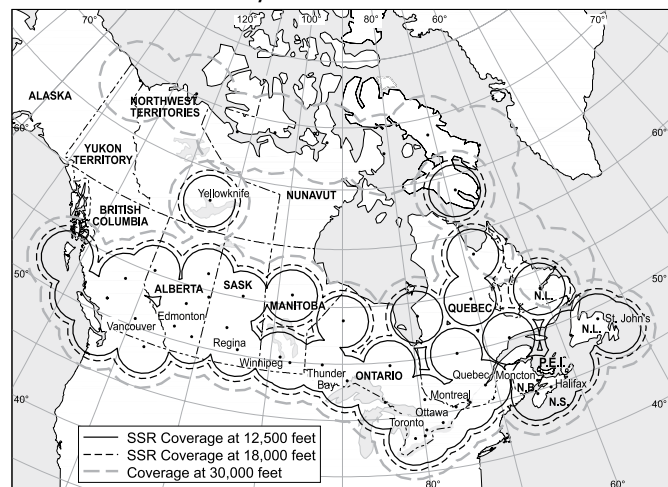 70°
120°
100°
80°
60°
70°
ALASKA
NORTHWEST
TERRITORIES
60°
YUKON
TERRITORY
60°
Yellowknife
NUNAVUT
BRITISH
COLUMBIA
50°
ALBERTA
SASK
MANITOBA
QUEBEC
N.L.
50°
Edmonton
Vancouver
St. John's
N.L.
Regina
Winnipeg
Thunder
Bay
ONTARIO
Quebec
Moncton
P.E.I.
N.B.
Halifax
N.S.
Montreal
Ottawa
Toronto
40°
40°
SSR Coverage at 12,500 feet
SSR Coverage at 18,000 feet
Coverage at 30,000 feet
80°
60°